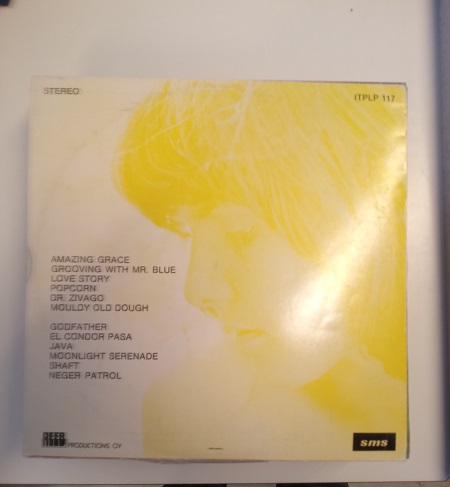 STEREO
ITPLP 117
AMAZING GRACE
GROOVING WITH MR. BLUE
LOVE STORY
POPCORN
DR. ZIVAGO
MOULDY OLD DOUGH
GODFATHER
EL CONDOR PASA
JAVA
MOONLIGHT SERENADE
SHAFT
NEGER PATROL
PRODUCTIONS OY
sms